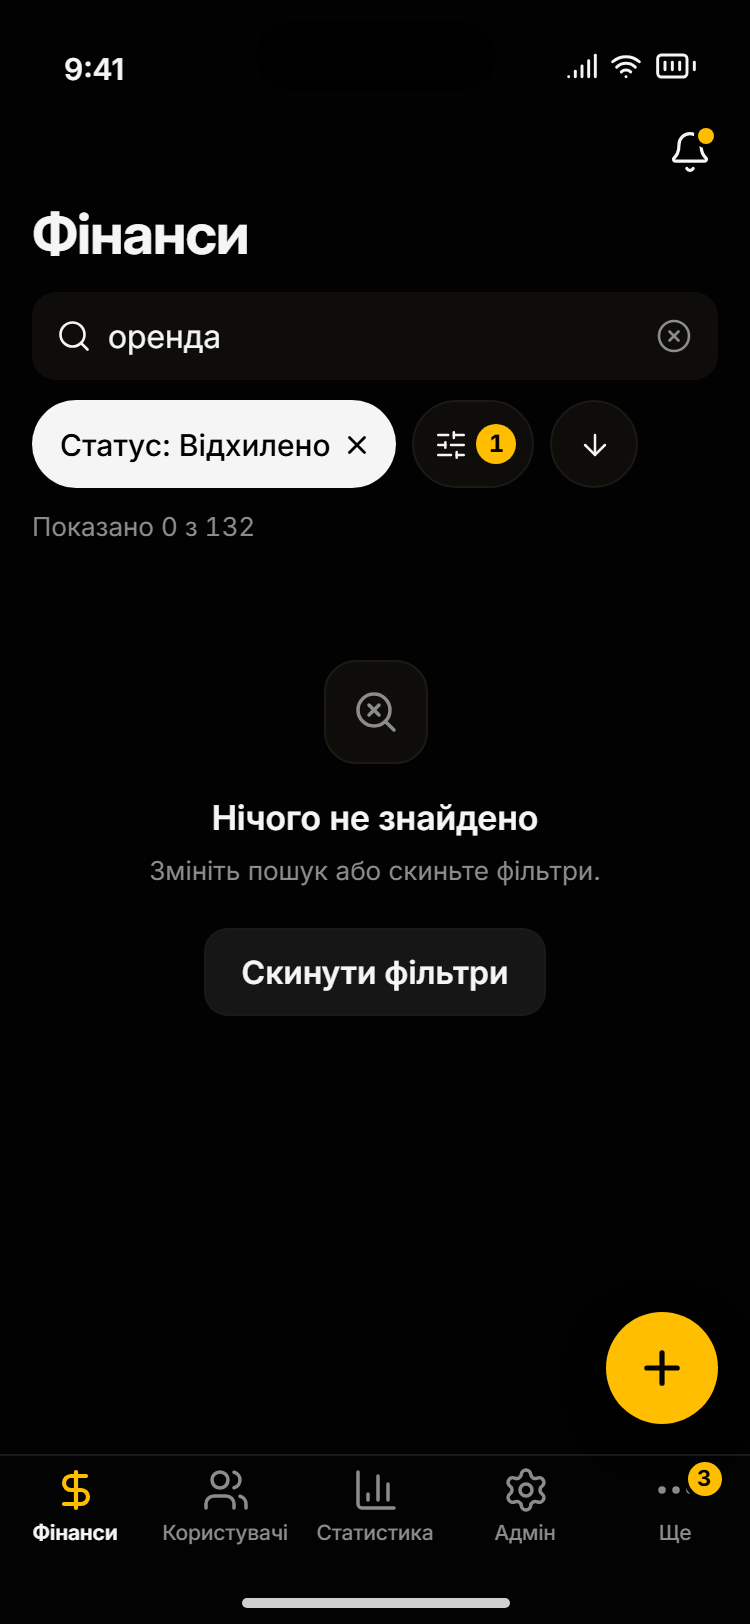 9:41
Фінанси
оренда
Статус: Відхилено
1
Показано 0 з 132
Нічого не знайдено
Змініть пошук або скиньте фільтри.
Скинути фільтри
3
Фінанси
Користувачі
Статистика
Адмін
Ще